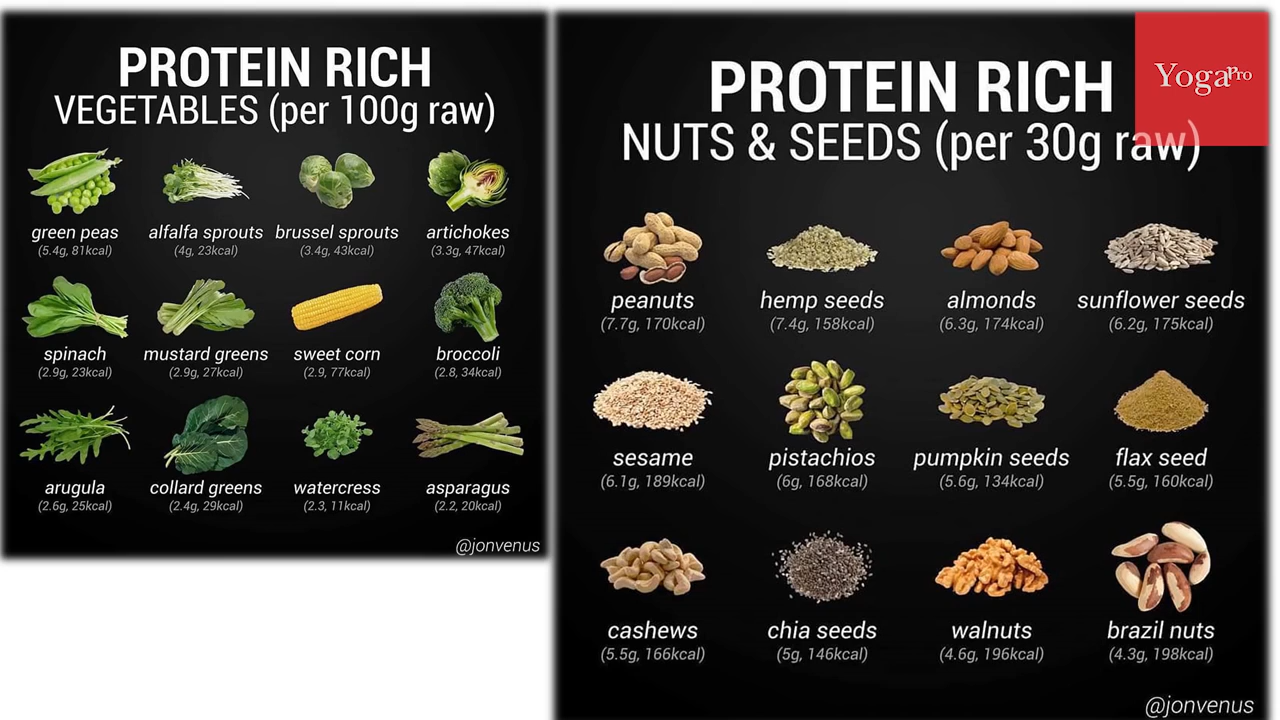 PROTEIN RICH
VEGETABLES (per 100g raw)
green peas alfalfa sprouts brussel sprouts artichokes
(5.4g, 81kcal) (4g, 23kcal) (3.4g, 43kcal) (3.3g, 47kcal)
spinach mustard greens sweet corn broccoli
(2.9g, 23kcal) (2.9g, 27kcal) (2.9, 77kcal) (2.8, 34kcal)
arugula collard greens watercress asparagus
(2.6g, 25kcal) (2.4g, 29kcal) (2.3, 11kcal) (2.2, 20kcal)
@jonvenus
YogaPro
PROTEIN RICH
NUTS & SEEDS (per 30g raw)
peanuts hemp seeds almonds sunflower seeds
(7.7g, 170kcal) (7.4g, 158kcal) (6.3g, 174kcal) (6.2g, 175kcal)
sesame pistachios pumpkin seeds flax seed
(6.1g, 189kcal) (6g, 168kcal) (5.6g, 134kcal) (5.5g, 160kcal)
cashews chia seeds walnuts brazil nuts
(5.5g, 166kcal) (5g, 146kcal) (4.6g, 196kcal) (4.3g, 198kcal)
@jonvenus